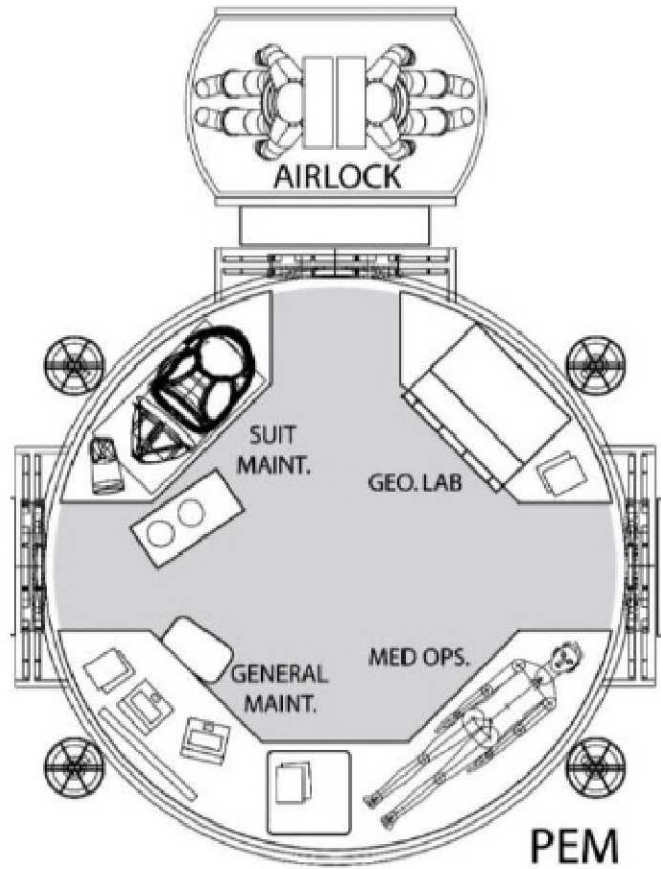 AIRLOCK
SUIT
MAINT.
GEO. LAB
GENERAL
MAINT.
MED OPS.
PEM